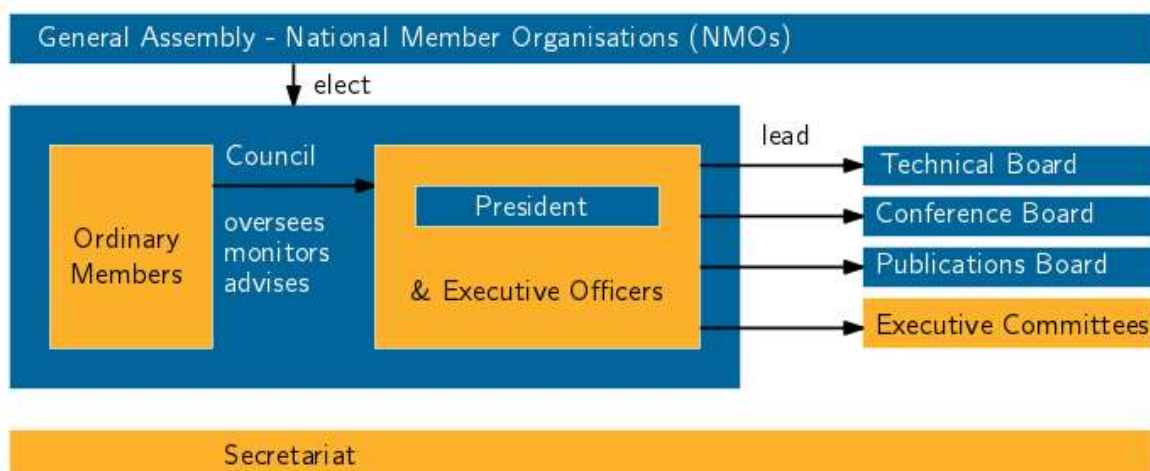 General Assembly - National Member Organisations (NMOs)
elect
Ordinary
Members
Council
oversees
monitors
advises
President
& Executive Officers
lead
Technical Board
Conference Board
Publications Board
Executive Committees
Secretariat